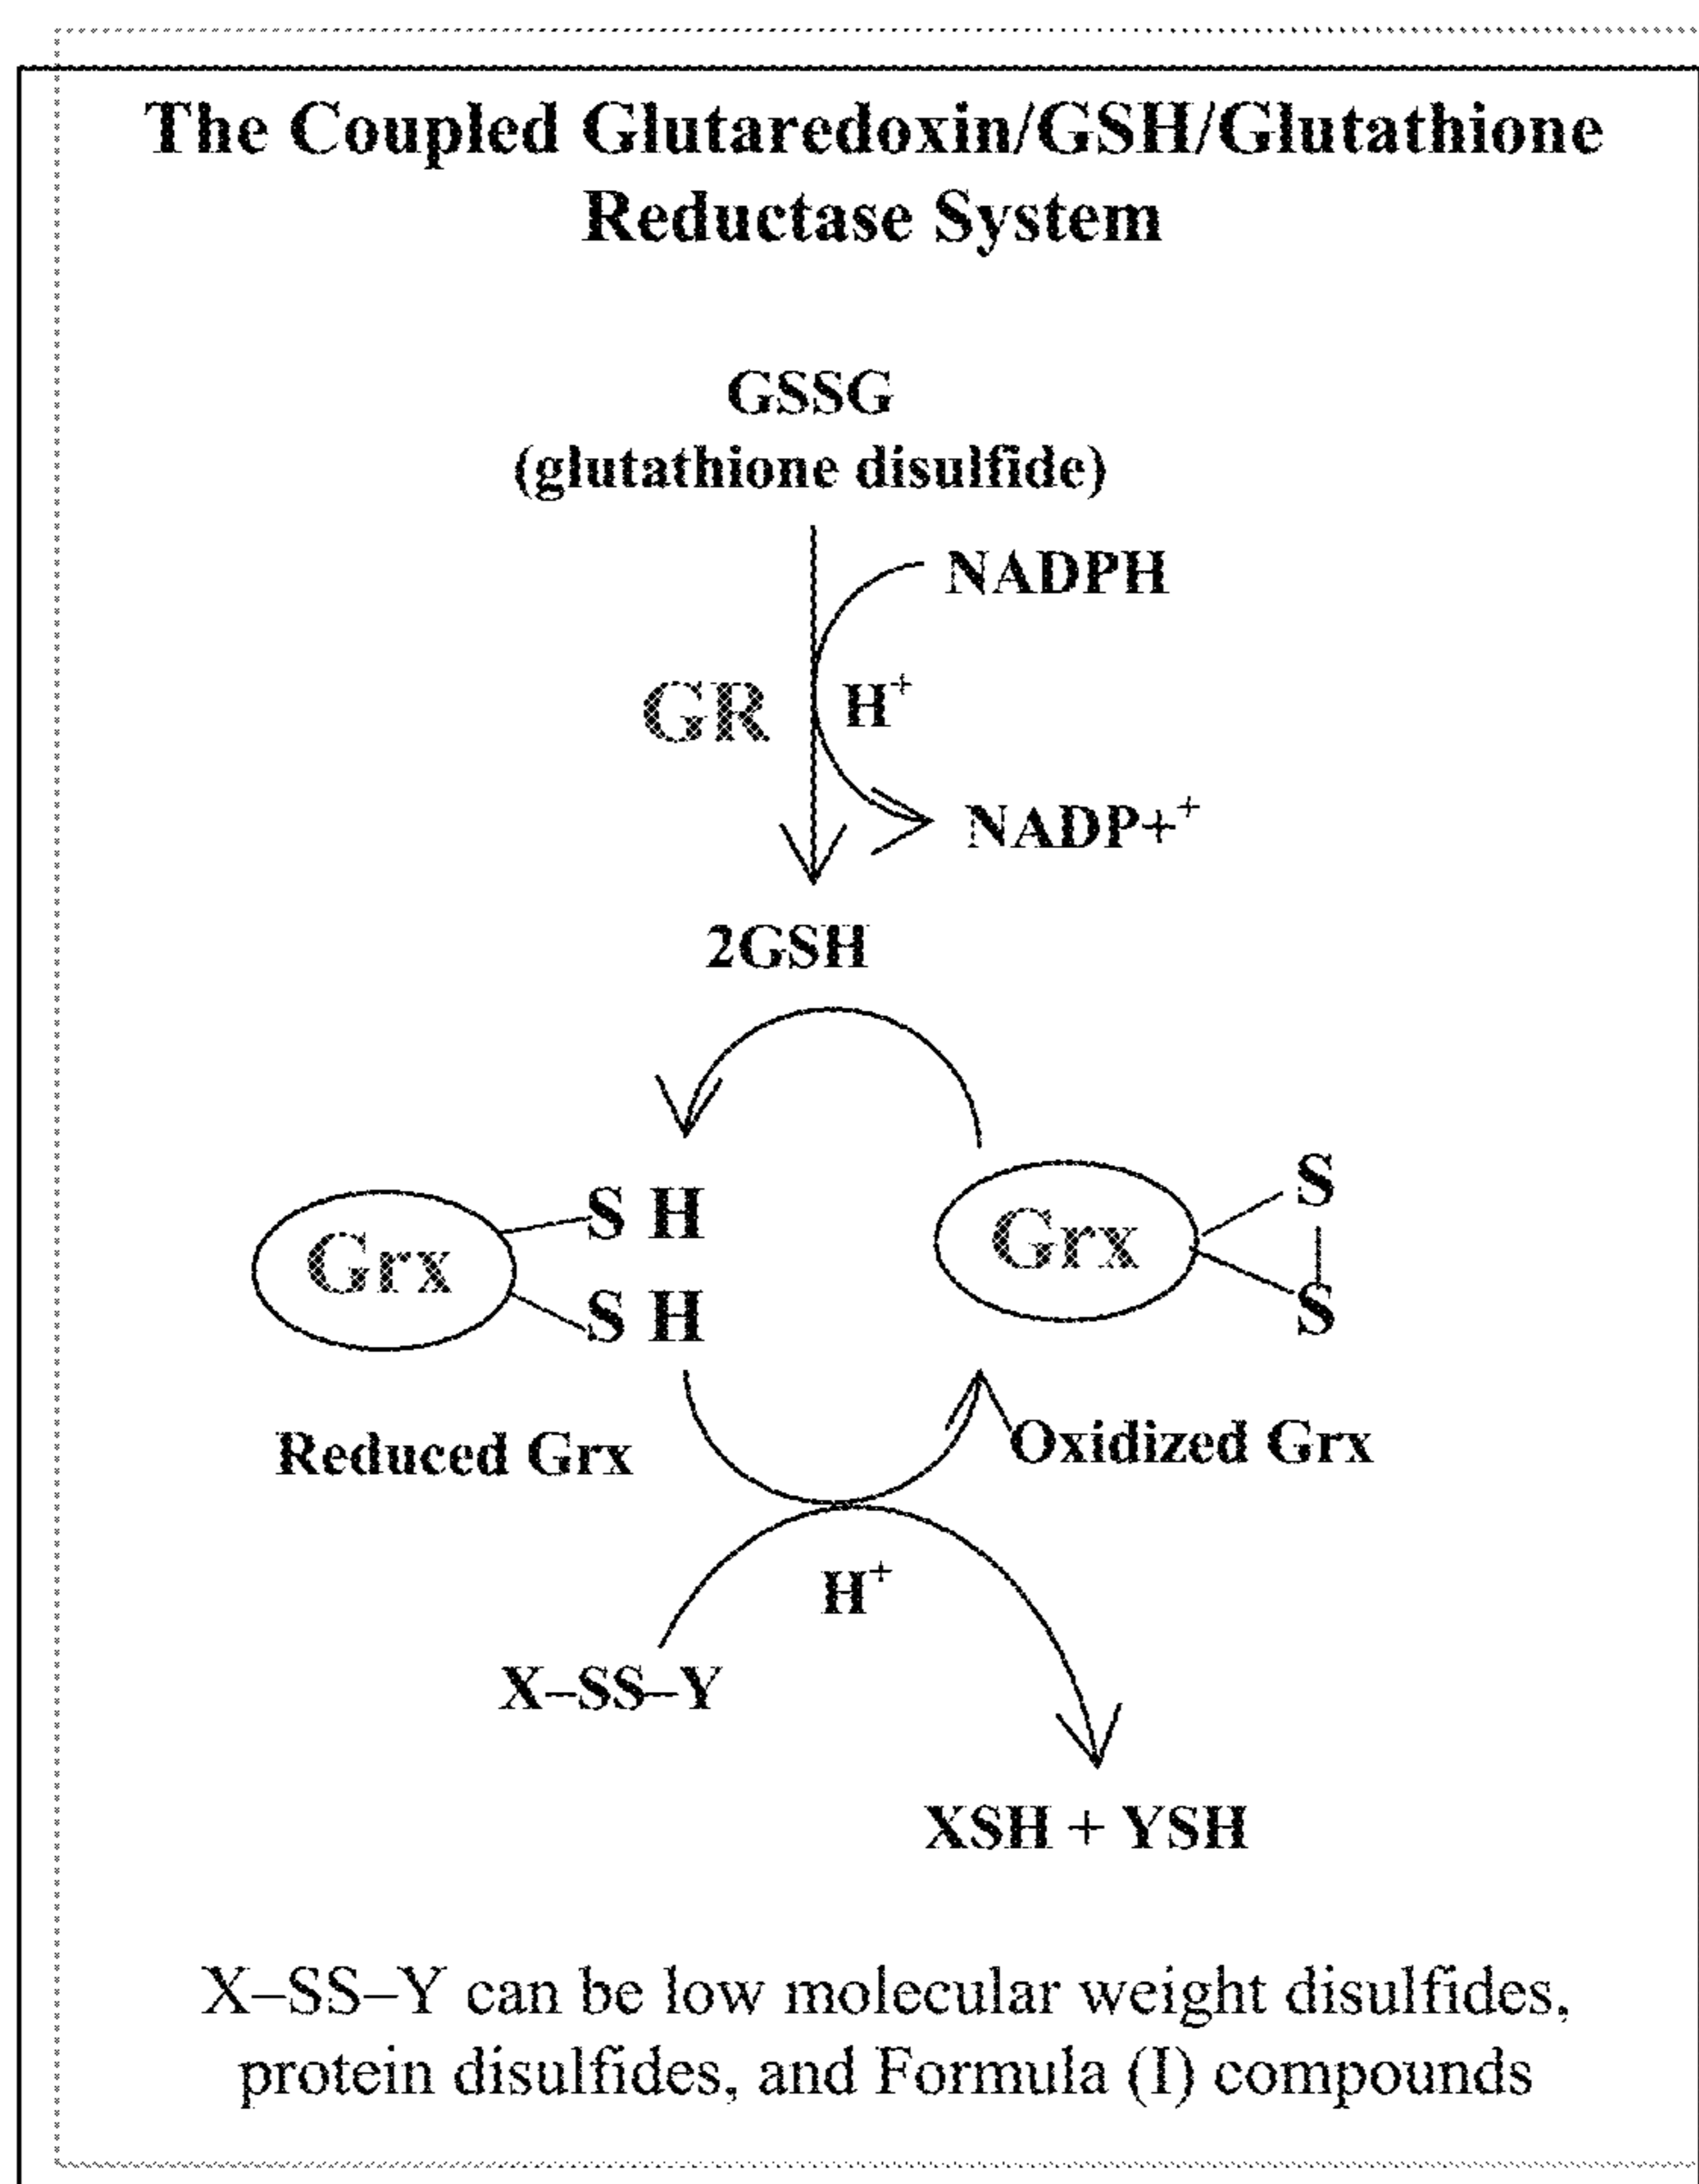 The Coupled Glutaredoxin/GSH/Glutathione
Reductase System
GSSG
(glutathione disulfide)
NADPH
GR
H⁺
NADP+⁺
2GSH
Grx
S H
S H
Grx
S
S
Reduced Grx
Oxidized Grx
H⁺
X–SS–Y
XSH + YSH
X–SS–Y can be low molecular weight disulfides,
protein disulfides, and Formula (I) compounds